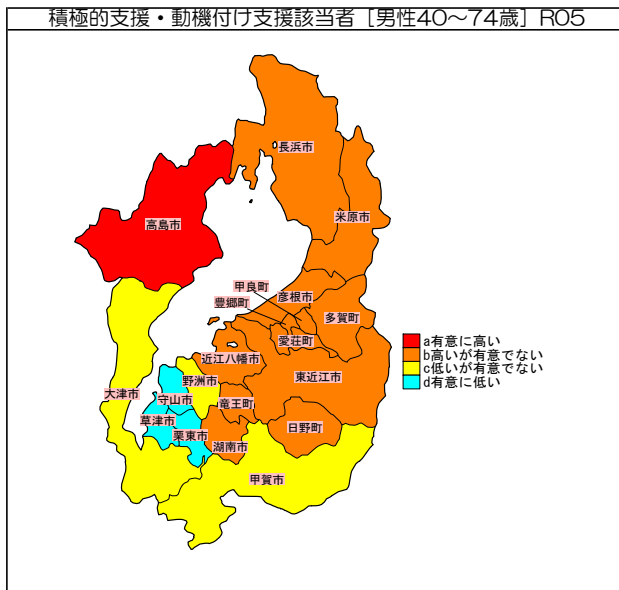 積極的支援・動機付け支援該当者［男性40～74歳］R05
長浜市
米原市
高島市
甲良町
彦根市
豊郷町
多賀町
愛荘町
a有意に高い
b高いが有意でない
c低いが有意でない
d有意に低い
近江八幡市
野洲市
東近江市
大津市
守山市
竜王町
草津市
栗東市
日野町
湖南市
甲賀市